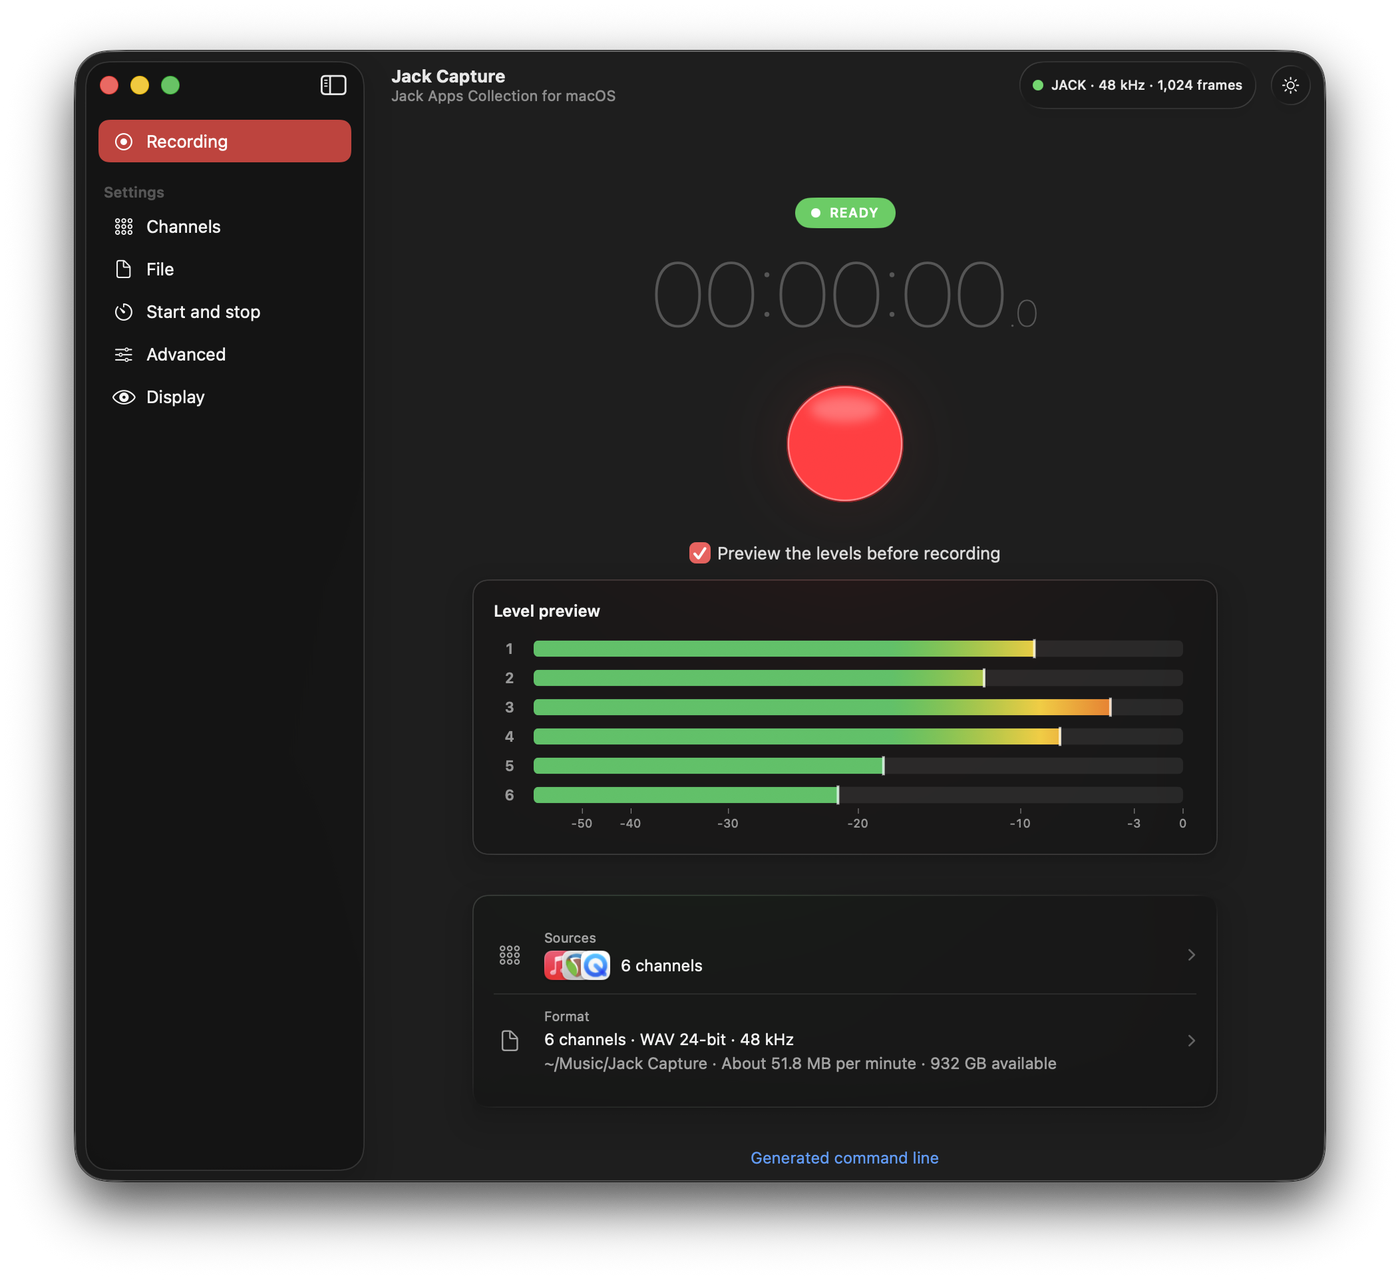 Jack Capture
Jack Apps Collection for macOS
JACK · 48 kHz · 1,024 frames
Recording
Settings
Channels
File
Start and stop
Advanced
Display
READY
00:00:00.0
Preview the levels before recording
Level preview
1
2
3
4
5
6
-50 -40 -30 -20 -10 -3 0
Sources
6 channels
Format
6 channels · WAV 24-bit · 48 kHz
~/Music/Jack Capture · About 51.8 MB per minute · 932 GB available
Generated command line